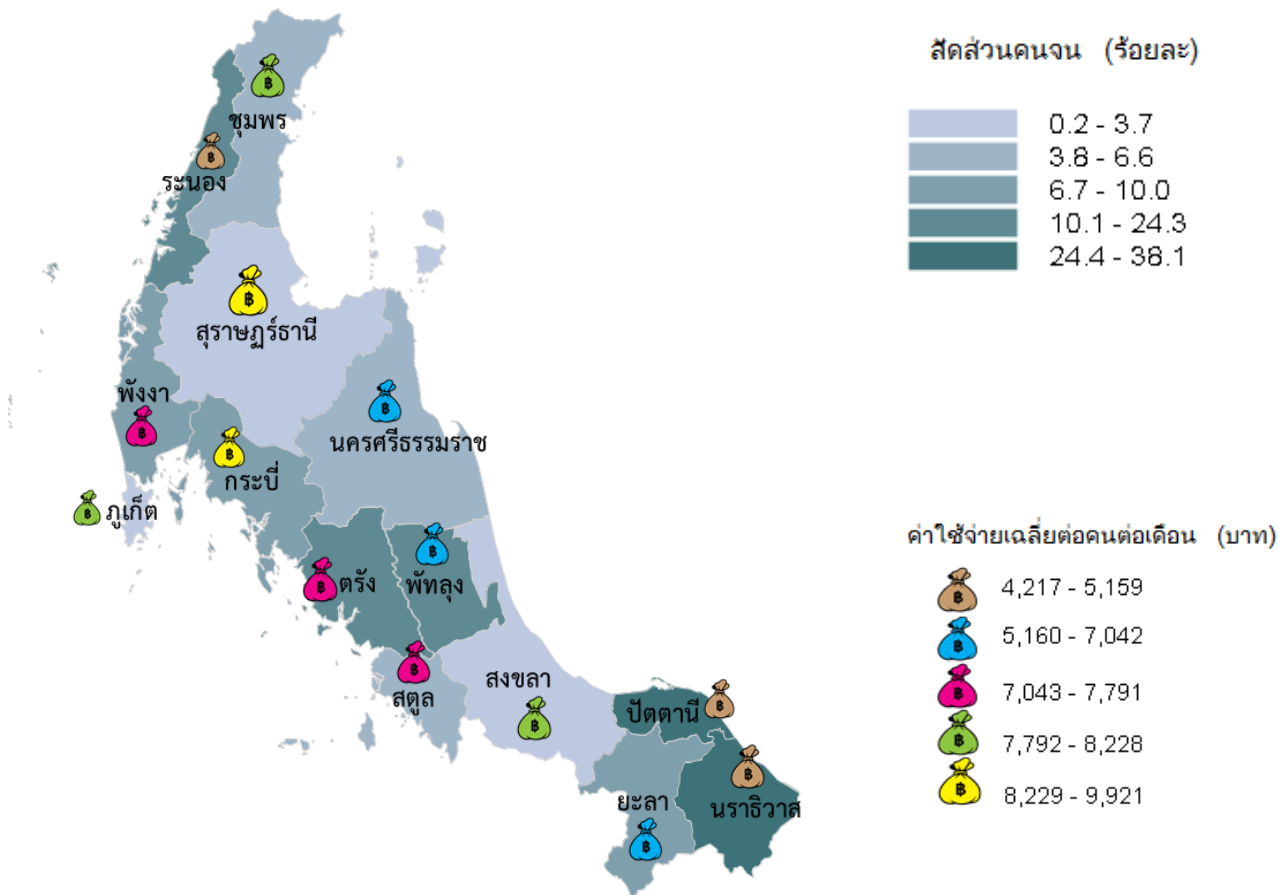 สัดส่วนคนจน (ร้อยละ)
0.2 - 3.7
3.8 - 6.6
6.7 - 10.0
10.1 - 24.3
24.4 - 38.1
฿
ชุมพร
฿
ระนอง
฿
สุราษฏร์ธานี
พังงา
฿
฿
นครศรีธรรมราช
฿
กระบี่
฿
ภูเก็ต
฿
ตรัง
฿
พัทลุง
฿
สตูล
สงขลา
฿
ปัตตานี
฿
฿
นราธิวาส
ยะลา
฿
ค่าใช้จ่ายเฉลี่ยต่อคนต่อเดือน (บาท)
฿ 4,217 - 5,159
฿ 5,160 - 7,042
฿ 7,043 - 7,791
฿ 7,792 - 8,228
฿ 8,229 - 9,921